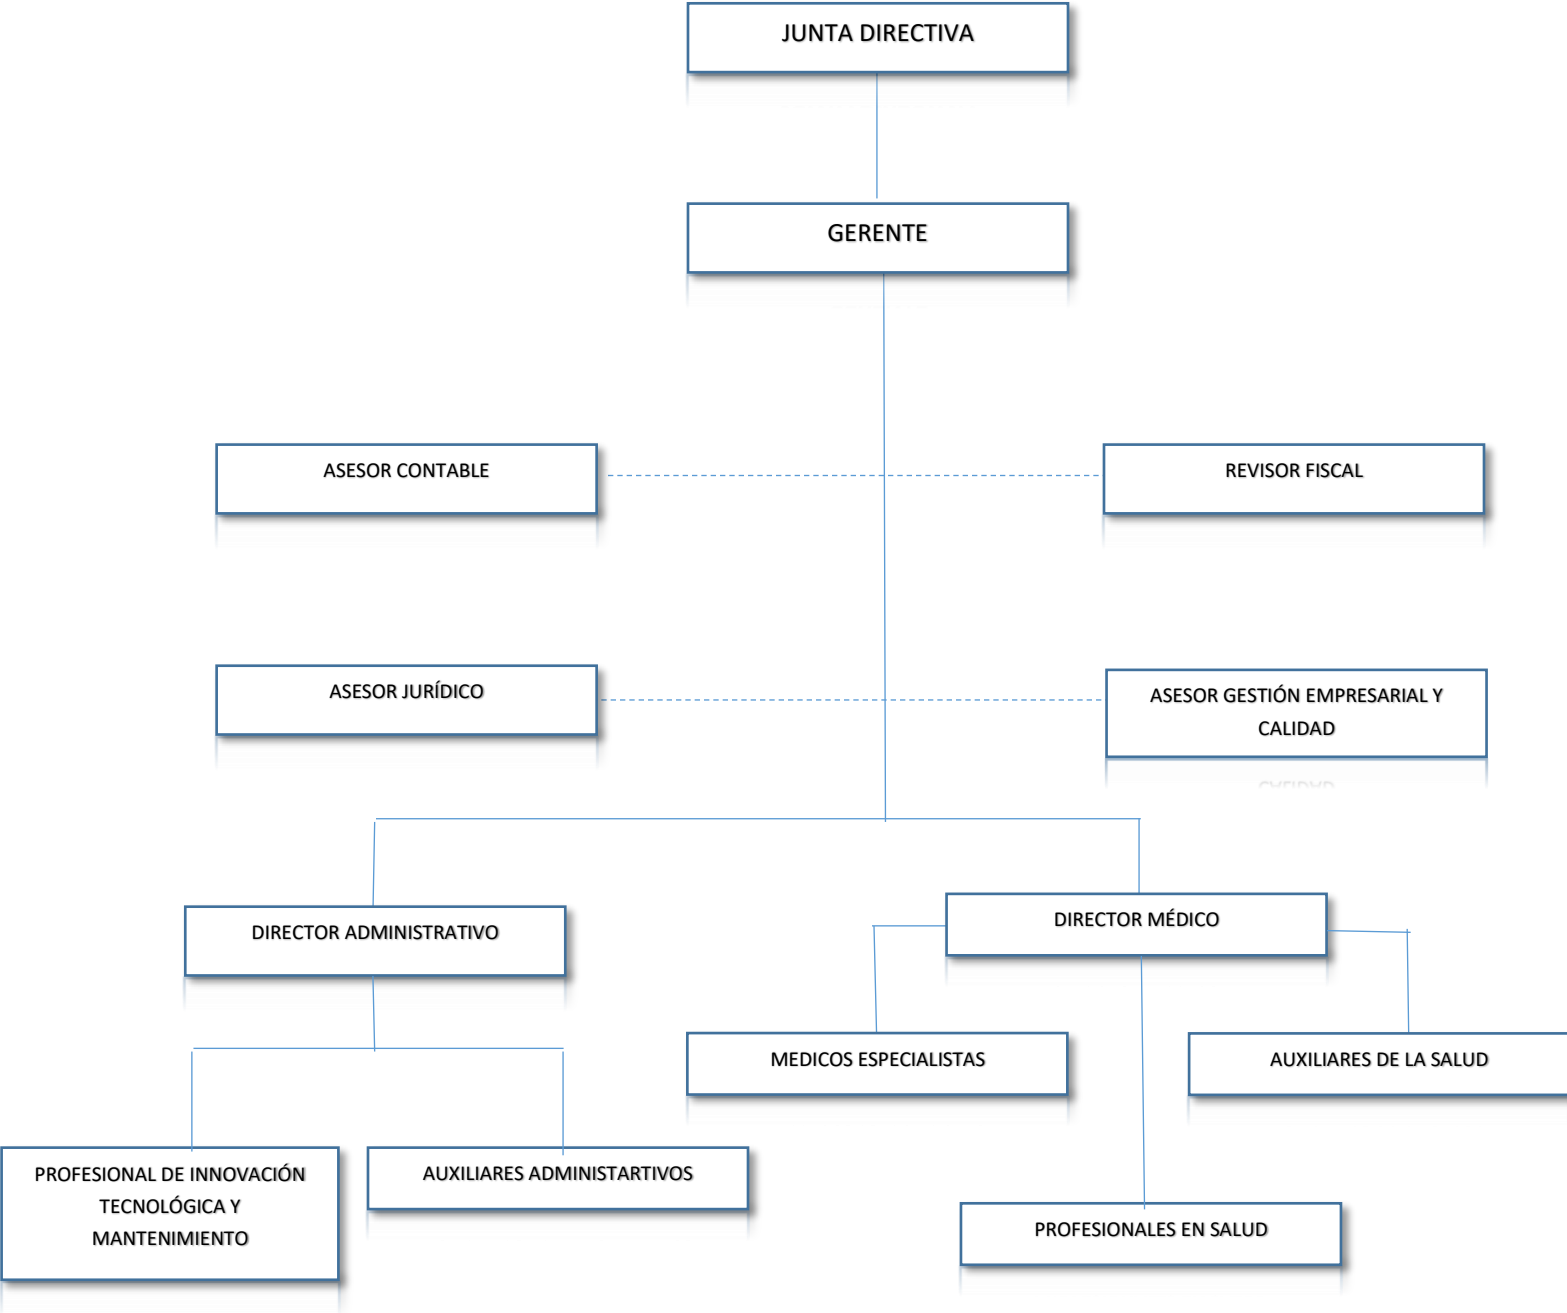 JUNTA DIRECTIVA
GERENTE
ASESOR CONTABLE
REVISOR FISCAL
ASESOR JURÍDICO
ASESOR GESTIÓN EMPRESARIAL Y
CALIDAD
DIRECTOR ADMINISTRATIVO
DIRECTOR MÉDICO
MEDICOS ESPECIALISTAS
AUXILIARES DE LA SALUD
PROFESIONAL DE INNOVACIÓN
TECNOLÓGICA Y
MANTENIMIENTO
AUXILIARES ADMINISTARTIVOS
PROFESIONALES EN SALUD